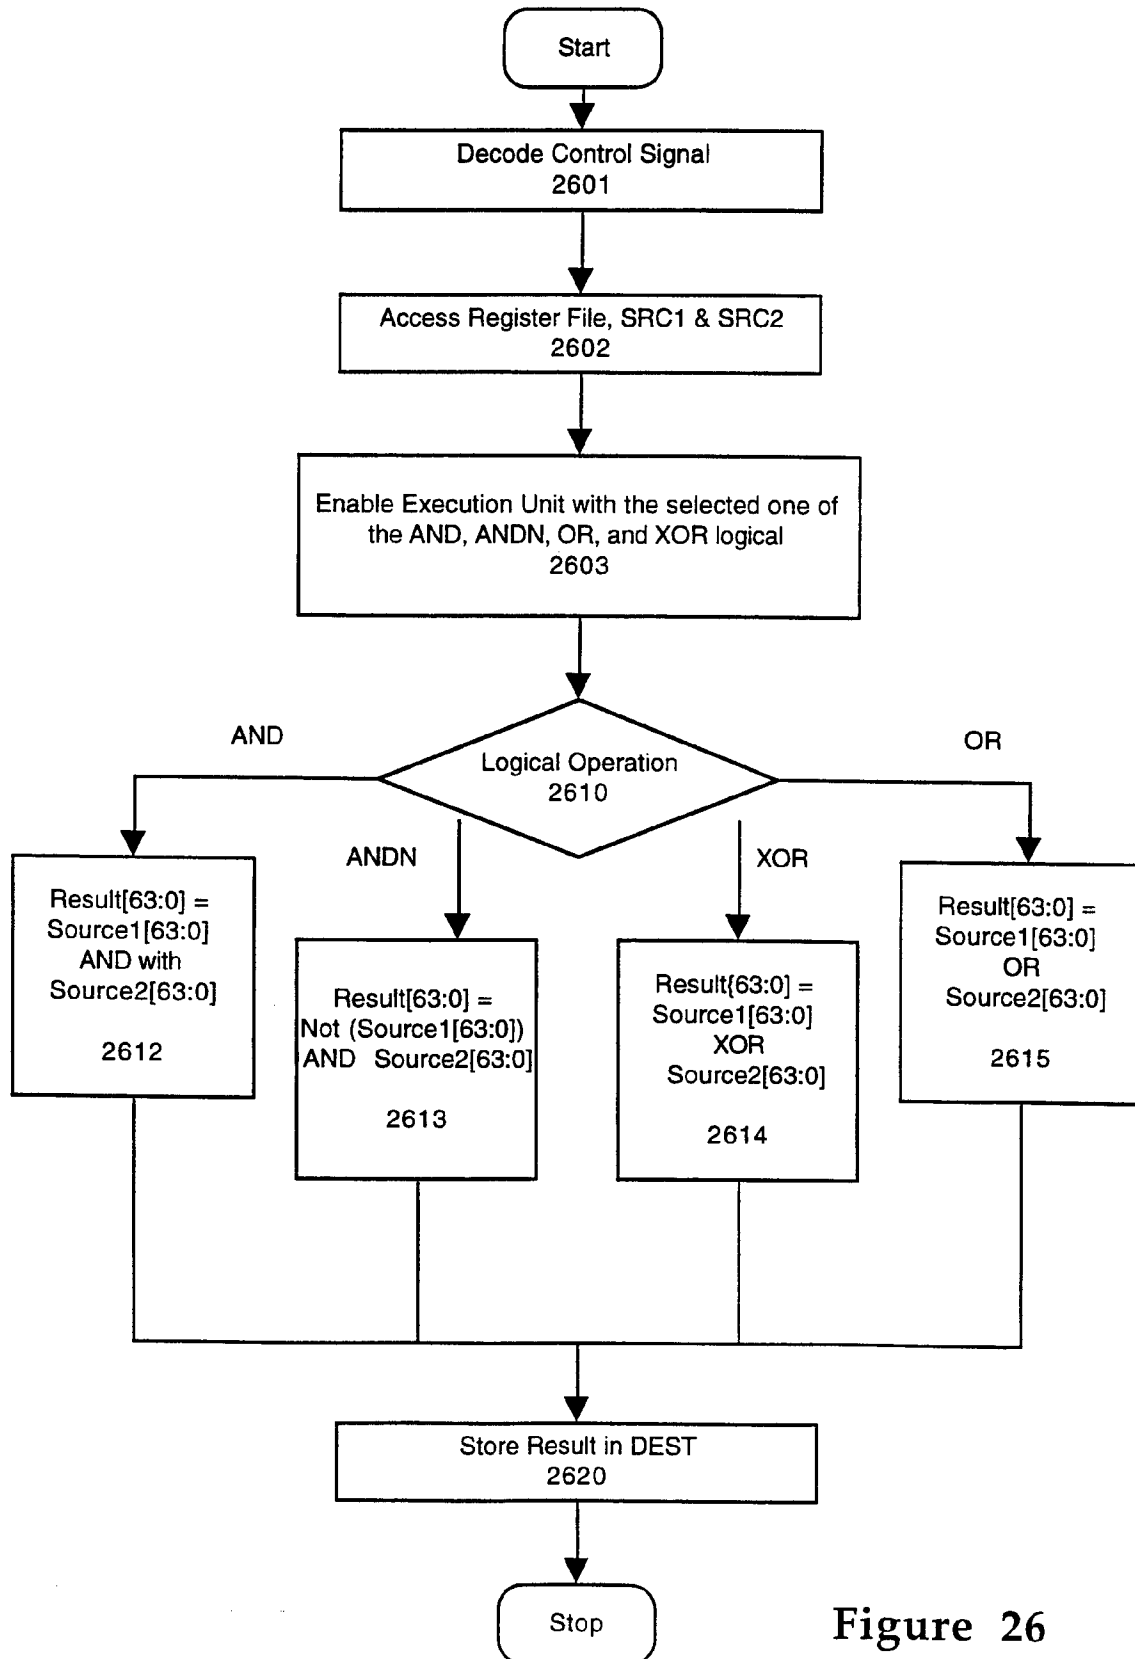 Start
Decode Control Signal
2601
Access Register File, SRC1 & SRC2
2602
Enable Execution Unit with the selected one of
the AND, ANDN, OR, and XOR logical
2603
Logical Operation
2610
AND
ANDN
XOR
OR
Result[63:0] =
Source1[63:0]
AND with
Source2[63:0]
2612
Result[63:0] =
Not (Source1[63:0])
AND Source2[63:0]
2613
Result{63:0] =
Source1[63:0]
XOR
Source2[63:0]
2614
Result[63:0] =
Source1[63:0]
OR
Source2[63:0]
2615
Store Result in DEST
2620
Stop
Figure 26